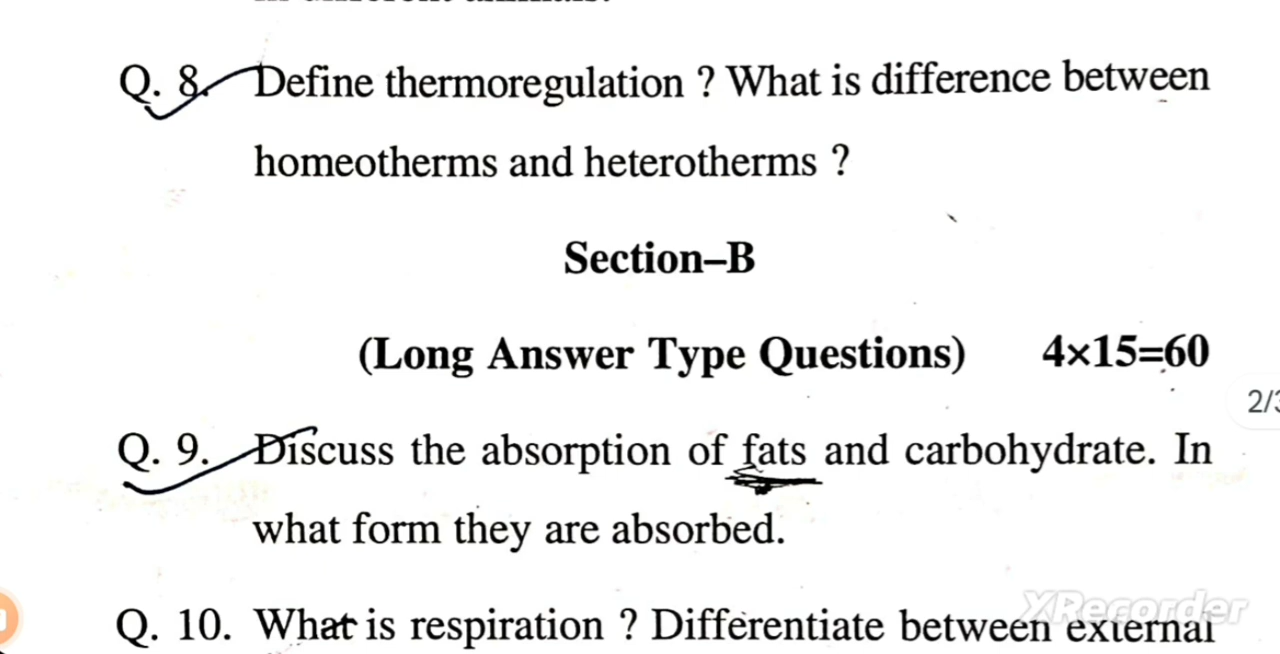 Q. 8. Define thermoregulation ? What is difference between
homeotherms and heterotherms ?
Section–B
(Long Answer Type Questions) 4×15=60
2/3
Q. 9. Discuss the absorption of fats and carbohydrate. In
what form they are absorbed.
XRecorder
Q. 10. What is respiration ? Differentiate between external